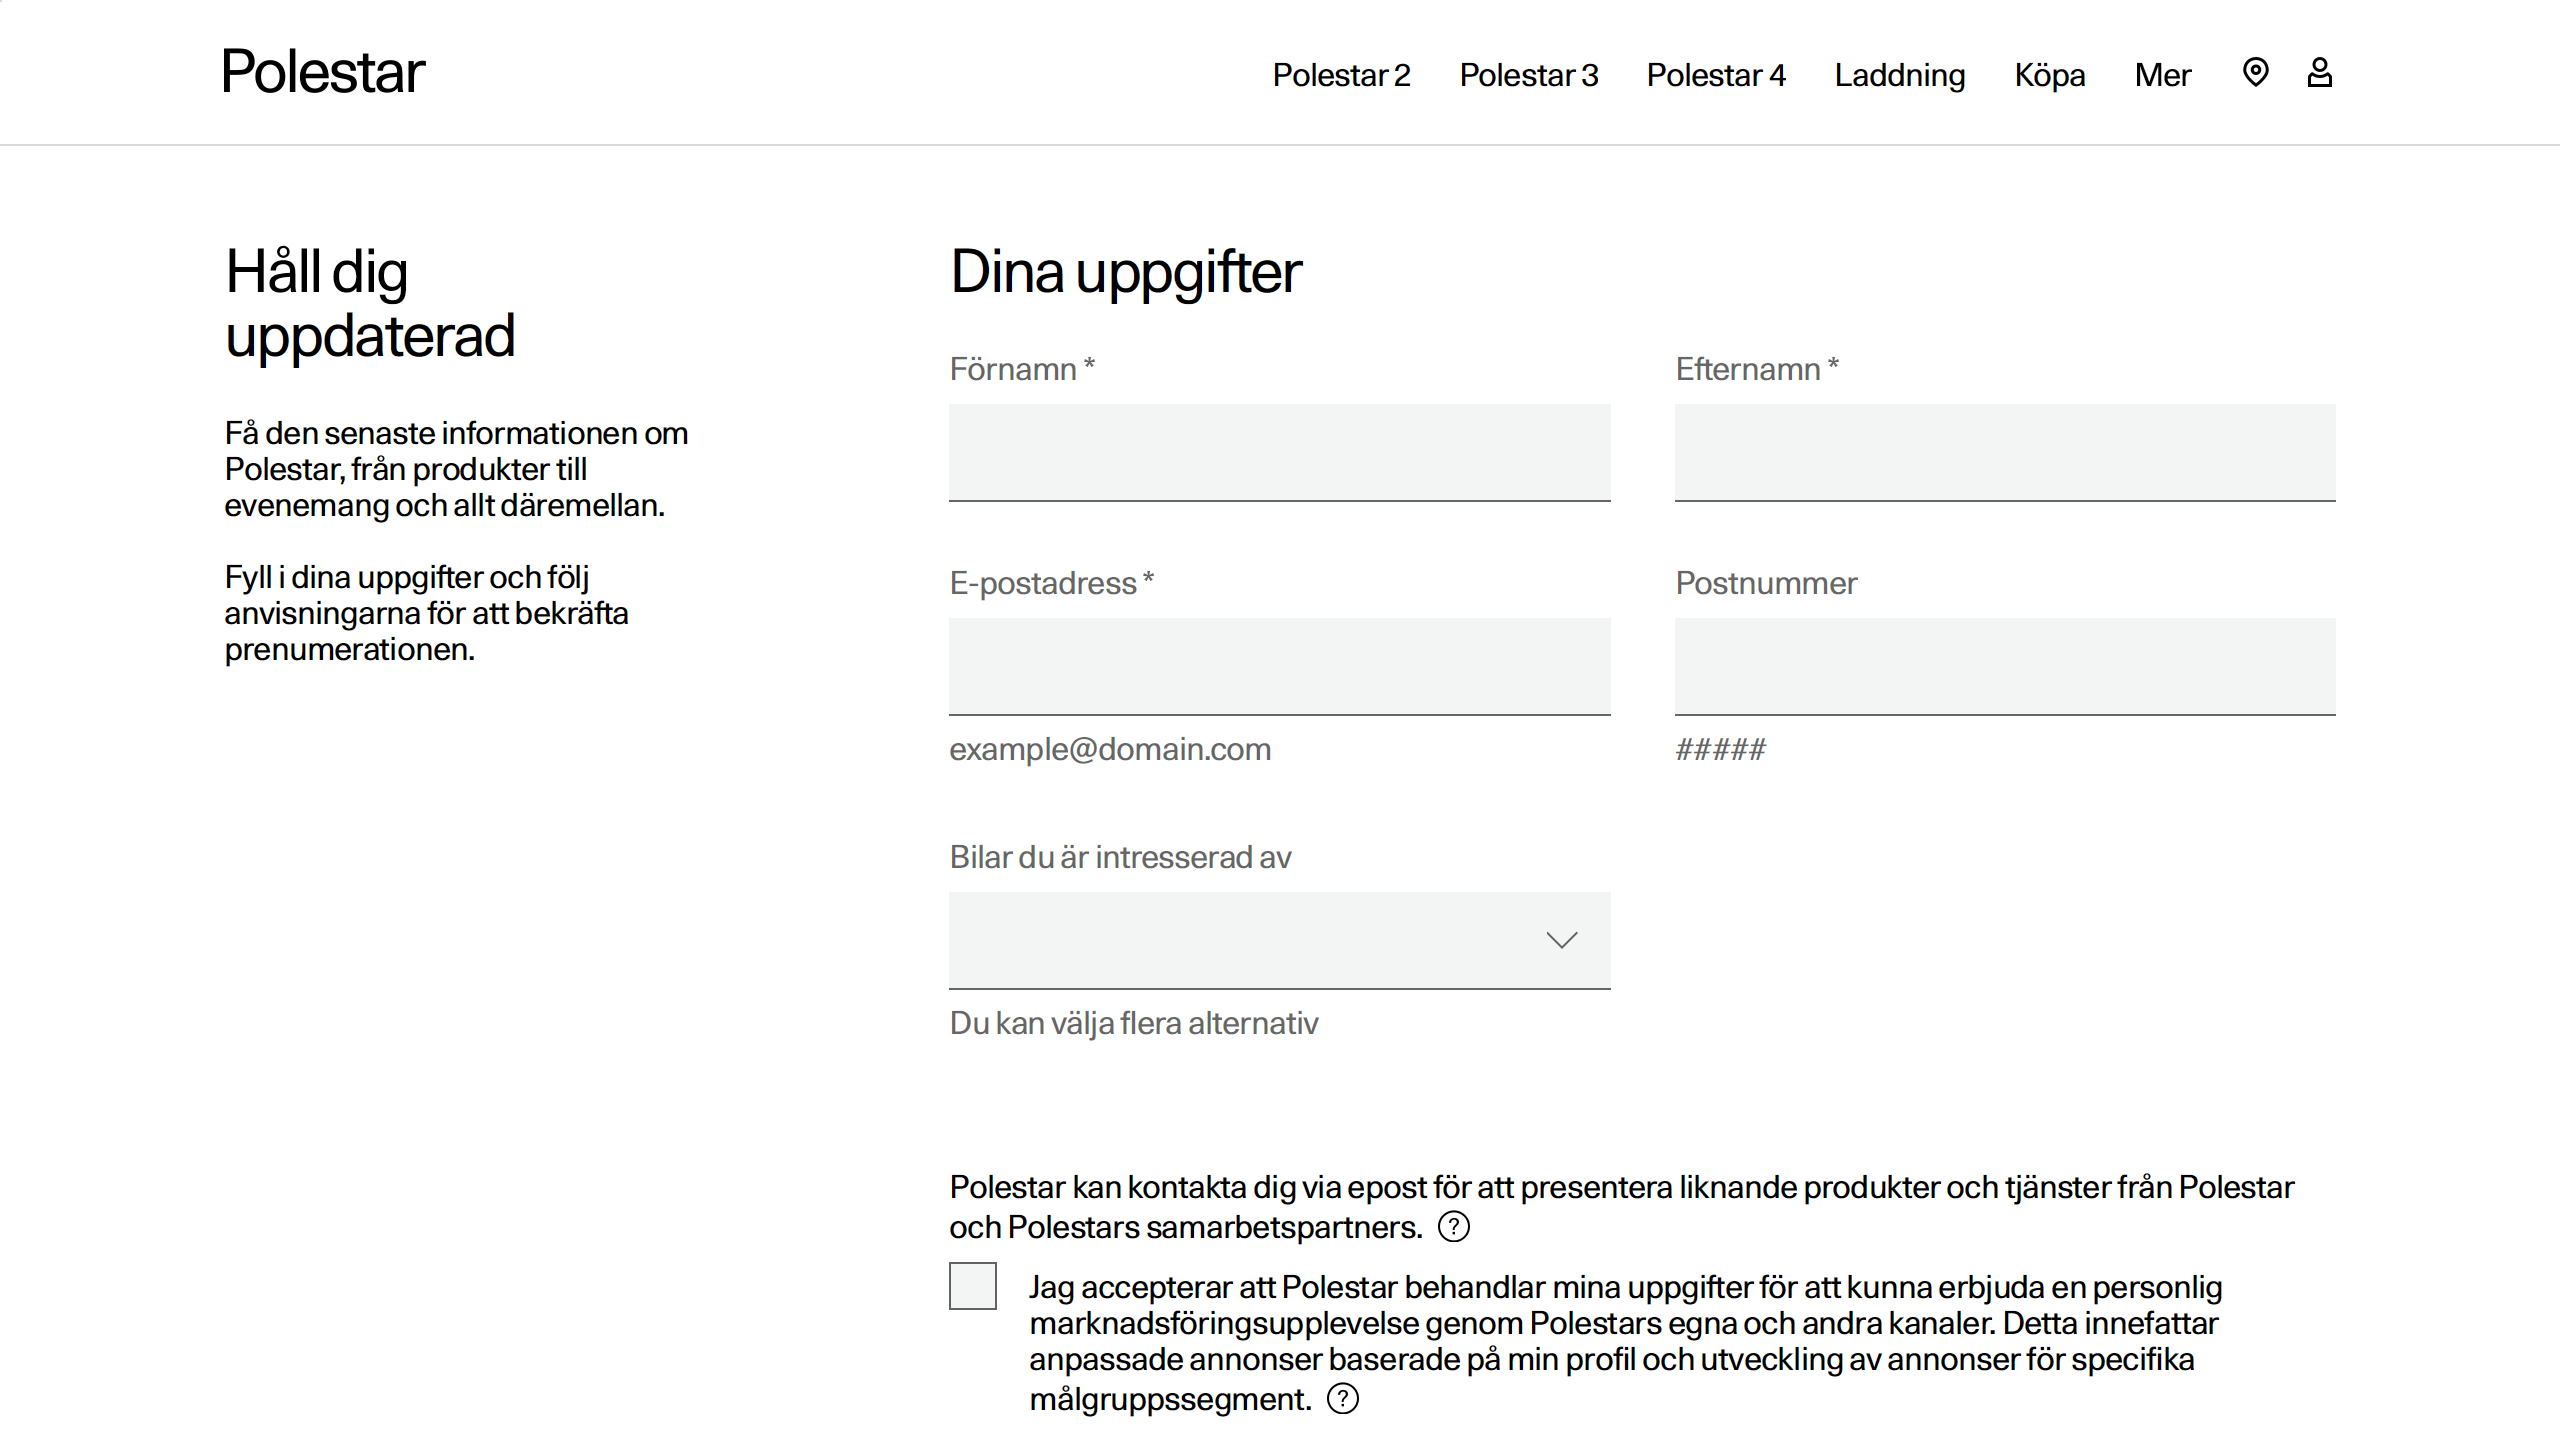 Polestar
Polestar 2
Polestar 3
Polestar 4
Laddning
Köpa
Mer
Håll dig
uppdaterad
Få den senaste informationen om
Polestar, från produkter till
evenemang och allt däremellan.
Fyll i dina uppgifter och följ
anvisningarna för att bekräfta
prenumerationen.
Dina uppgifter
Förnamn *
Efternamn *
E-postadress *
Postnummer
example@domain.com
#####
Bilar du är intresserad av
Du kan välja flera alternativ
Polestar kan kontakta dig via epost för att presentera liknande produkter och tjänster från Polestar
och Polestars samarbetspartners. ?
Jag accepterar att Polestar behandlar mina uppgifter för att kunna erbjuda en personlig
marknadsföringsupplevelse genom Polestars egna och andra kanaler. Detta innefattar
anpassade annonser baserade på min profil och utveckling av annonser för specifika
målgruppssegment. ?